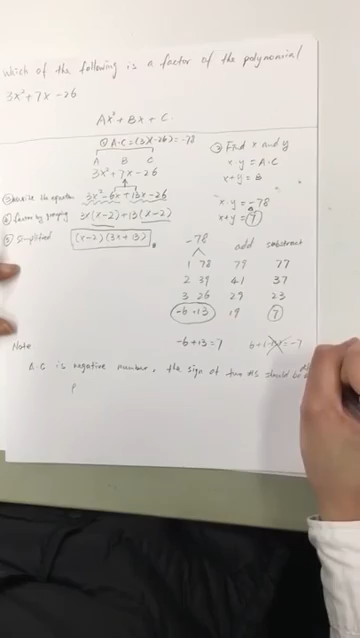 Which of the following is a factor of the polynomial
3x²+7x-26
Ax²+Bx+C.
① A·C=(3X-26)=-78
A B C
3x²+7x-26
rewrite the equation 3x²-6x+13x-26
④ factor by grouping 3x(x-2)+13(x-2)
⑤ Simplified (x-2)(3x+13).
② Find x and y
x·y=A·C
x+y=B
x·y=-78
x+y=7
-78 add subtract
1 78 79 77
2 39 41 37
3 26 29 23
-6+13 19 7
-6+13=7
=-7
Note
A·C is negative number, the sign of two #s should be
p